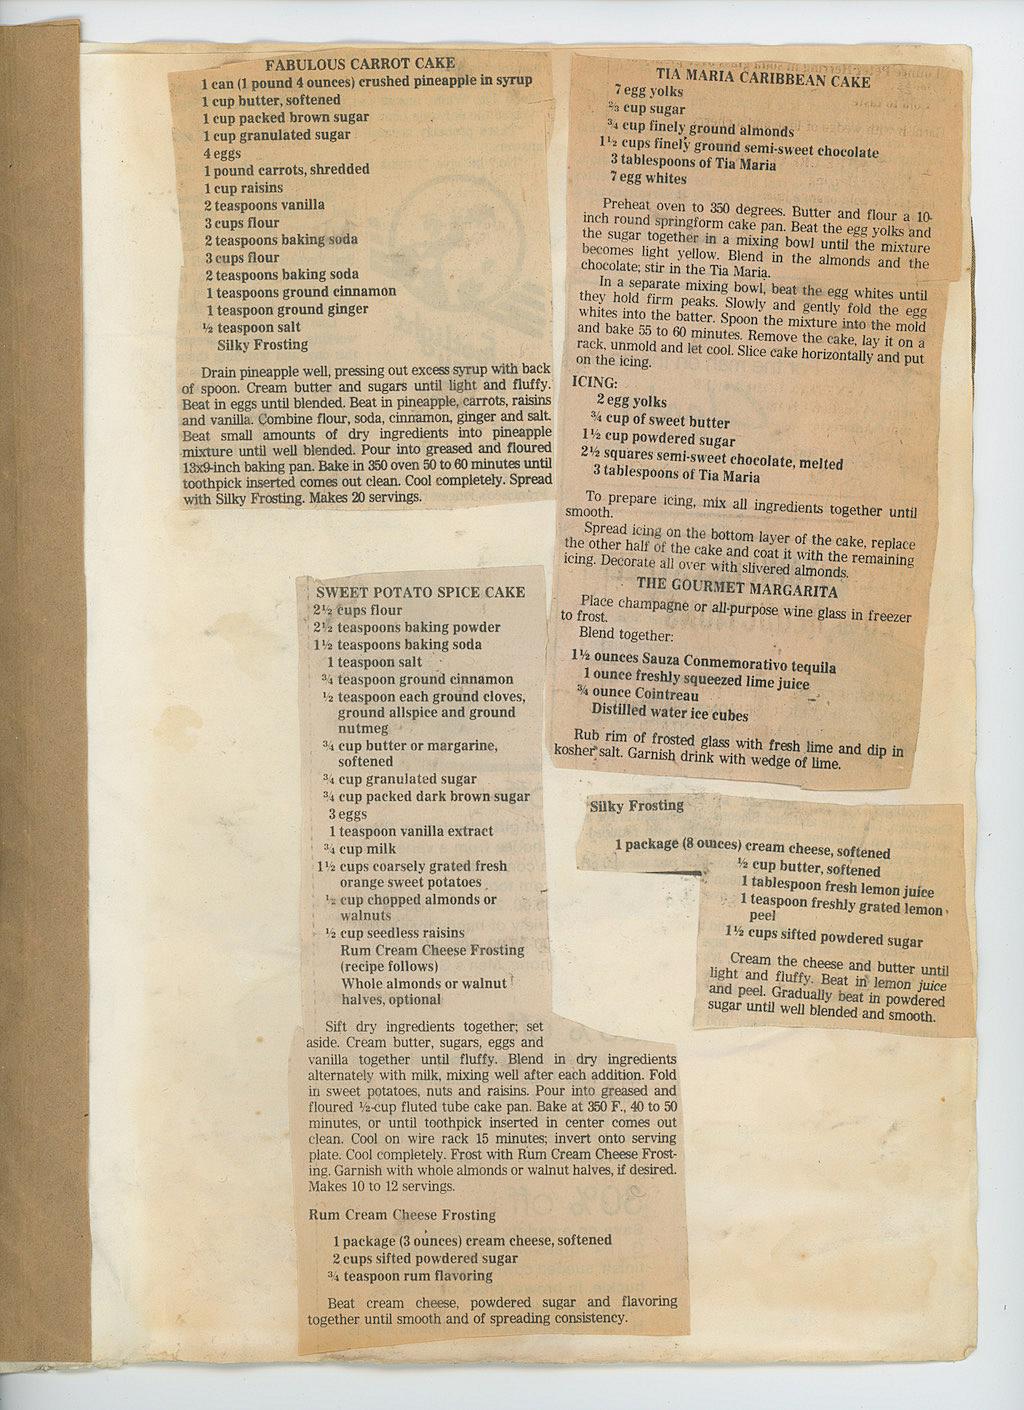 FABULOUS CARROT CAKE
1 can (1 pound 4 ounces) crushed pineapple in syrup
1 cup butter, softened
1 cup packed brown sugar
1 cup granulated sugar
4 eggs
1 pound carrots, shredded
1 cup raisins
2 teaspoons vanilla
3 cups flour
2 teaspoons baking soda
3 cups flour
2 teaspoons baking soda
1 teaspoons ground cinnamon
1 teaspoon ground ginger
½ teaspoon salt
Silky Frosting
Drain pineapple well, pressing out excess syrup with back
of spoon. Cream butter and sugars until light and fluffy.
Beat in eggs until blended. Beat in pineapple, carrots, raisins
and vanilla. Combine flour, soda, cinnamon, ginger and salt.
Beat small amounts of dry ingredients into pineapple
mixture until well blended. Pour into greased and floured
13x9-inch baking pan. Bake in 350 oven 50 to 60 minutes until
toothpick inserted comes out clean. Cool completely. Spread
with Silky Frosting. Makes 20 servings.
SWEET POTATO SPICE CAKE
2½ cups flour
2½ teaspoons baking powder
1½ teaspoons baking soda
1 teaspoon salt
¾ teaspoon ground cinnamon
½ teaspoon each ground cloves,
ground allspice and ground
nutmeg
¾ cup butter or margarine,
softened
¾ cup granulated sugar
¾ cup packed dark brown sugar
3 eggs
1 teaspoon vanilla extract
¾ cup milk
1½ cups coarsely grated fresh
orange sweet potatoes
½ cup chopped almonds or
walnuts
½ cup seedless raisins
Rum Cream Cheese Frosting
(recipe follows)
Whole almonds or walnut
halves, optional
Sift dry ingredients together; set
aside. Cream butter, sugars, eggs and
vanilla together until fluffy. Blend in dry ingredients
alternately with milk, mixing well after each addition. Fold
in sweet potatoes, nuts and raisins. Pour into greased and
floured ½-cup fluted tube cake pan. Bake at 350 F., 40 to 50
minutes, or until toothpick inserted in center comes out
clean. Cool on wire rack 15 minutes; invert onto serving
plate. Cool completely. Frost with Rum Cream Cheese Frost-
ing. Garnish with whole almonds or walnut halves, if desired.
Makes 10 to 12 servings.
Rum Cream Cheese Frosting
1 package (3 ounces) cream cheese, softened
2 cups sifted powdered sugar
¾ teaspoon rum flavoring
Beat cream cheese, powdered sugar and flavoring
together until smooth and of spreading consistency.
TIA MARIA CARIBBEAN CAKE
7 egg yolks
⅔ cup sugar
¾ cup finely ground almonds
1½ cups finely ground semi-sweet chocolate
3 tablespoons of Tia Maria
7 egg whites
Preheat oven to 350 degrees. Butter and flour a 10-
inch round springform cake pan. Beat the egg yolks and
the sugar together in a mixing bowl until the mixture
becomes light yellow. Blend in the almonds and the
chocolate; stir in the Tia Maria.
In a separate mixing bowl, beat the egg whites until
they hold firm peaks. Slowly and gently fold the egg
whites into the batter. Spoon the mixture into the mold
and bake 55 to 60 minutes. Remove the cake, lay it on a
rack, unmold and let cool. Slice cake horizontally and put
on the icing.
ICING:
2 egg yolks
¾ cup of sweet butter
1½ cup powdered sugar
2½ squares semi-sweet chocolate, melted
3 tablespoons of Tia Maria
To prepare icing, mix all ingredients together until
smooth.
Spread icing on the bottom layer of the cake, replace
the other half of the cake and coat it with the remaining
icing. Decorate all over with slivered almonds.
THE GOURMET MARGARITA
Place champagne or all-purpose wine glass in freezer
to frost.
Blend together:
1½ ounces Sauza Conmemorativo tequila
1 ounce freshly squeezed lime juice
¾ ounce Cointreau
Distilled water ice cubes
Rub rim of frosted glass with fresh lime and dip in
kosher salt. Garnish drink with wedge of lime.
Silky Frosting
1 package (8 ounces) cream cheese, softened
½ cup butter, softened
1 tablespoon fresh lemon juice
1 teaspoon freshly grated lemon
peel
1½ cups sifted powdered sugar
Cream the cheese and butter until
light and fluffy. Beat in lemon juice
and peel. Gradually beat in powdered
sugar until well blended and smooth.